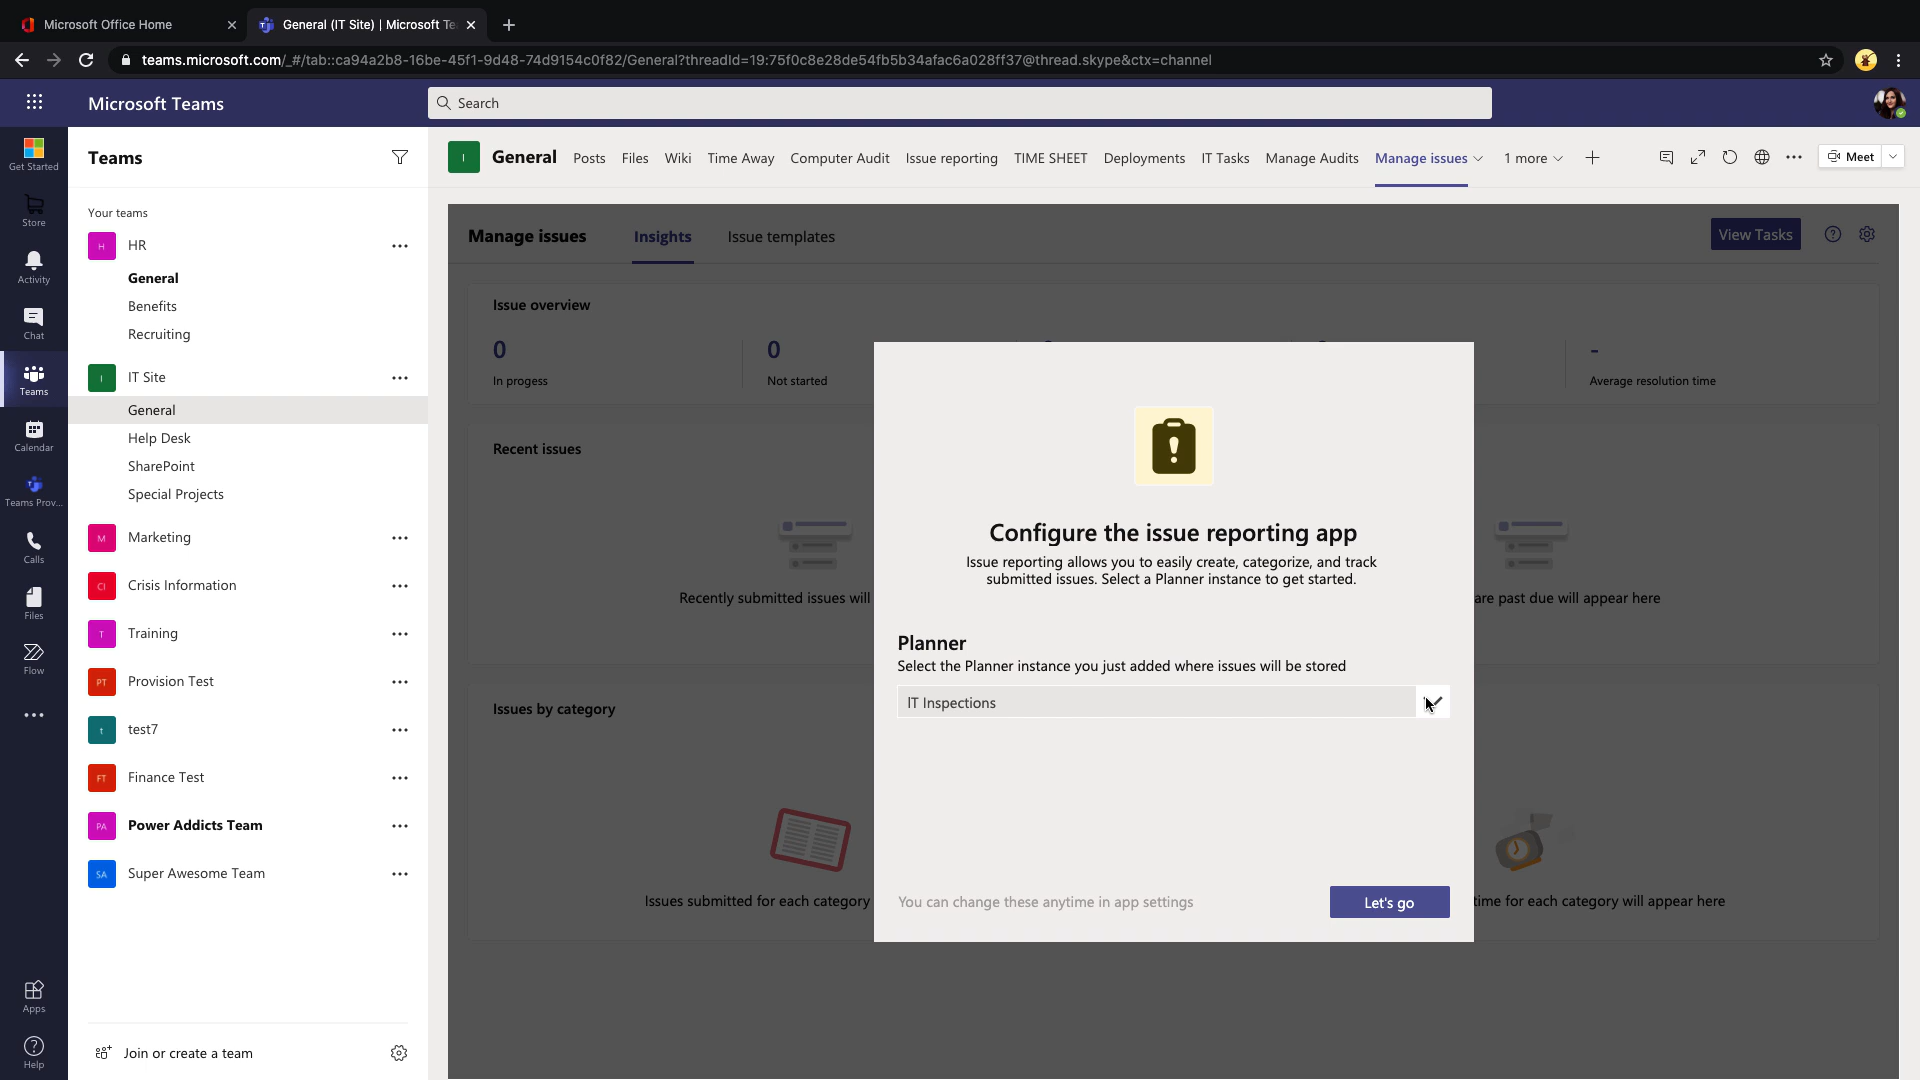 Microsoft Office Home
General (IT Site) | Microsoft Te
teams.microsoft.com/_#/tab::ca94a2b8-16be-45f1-9d48-74d9154c0f82/General?threadId=19:75f0c8e28de54fb5b34afac6a028ff37@thread.skype&ctx=channel
Microsoft Teams
Search
Get Started
Store
Activity
Chat
Teams
Calendar
Teams Prov...
Calls
Files
Flow
Apps
Help
Teams
Your teams
H HR
General
Benefits
Recruiting
I IT Site
General
Help Desk
SharePoint
Special Projects
M Marketing
CI Crisis Information
T Training
PT Provision Test
t test7
FT Finance Test
PA Power Addicts Team
SA Super Awesome Team
Join or create a team
I General Posts Files Wiki Time Away Computer Audit Issue reporting TIME SHEET Deployments IT Tasks Manage Audits Manage issues 1 more Meet
Manage issues Insights Issue templates View Tasks
Issue overview
0 0 -
In progess Not started Average resolution time
Recent issues
Recently submitted issues will
are past due will appear here
Issues by category
Issues submitted for each category
time for each category will appear here
Configure the issue reporting app
Issue reporting allows you to easily create, categorize, and track
submitted issues. Select a Planner instance to get started.
Planner
Select the Planner instance you just added where issues will be stored
IT Inspections
You can change these anytime in app settings
Let's go